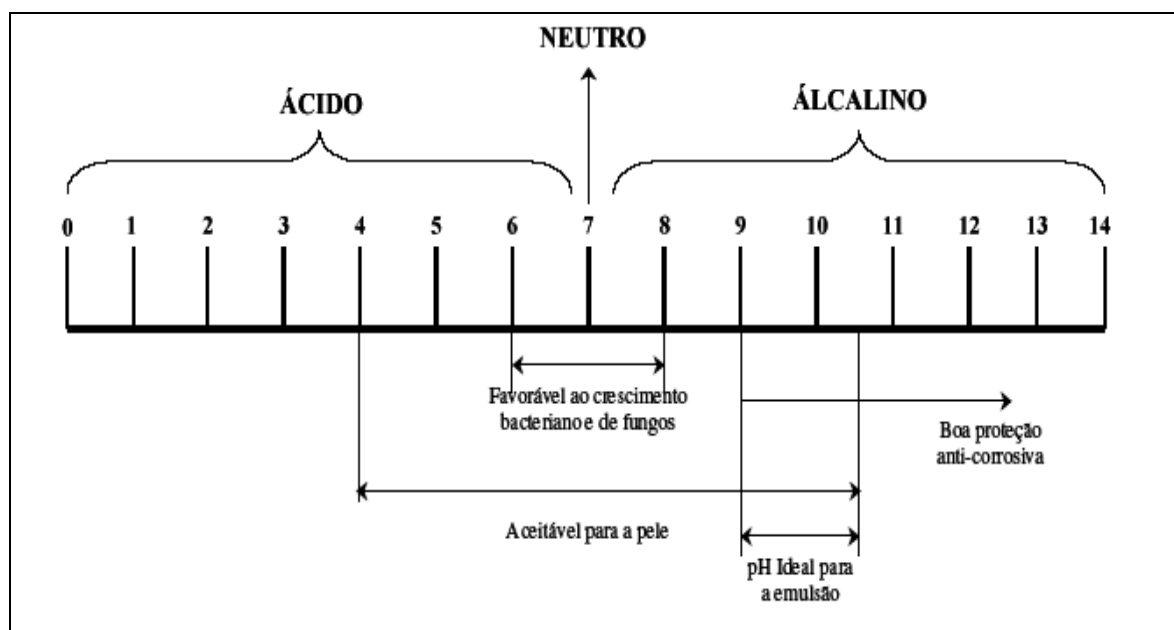 NEUTRO
ÁCIDO
ÁLCALINO
0 1 2 3 4 5 6 7 8 9 10 11 12 13 14
Favorável ao crescimento
bacteriano e de fungos
Boa proteção
anti-corrosiva
Aceitável para a pele
pH Ideal para
a emulsão